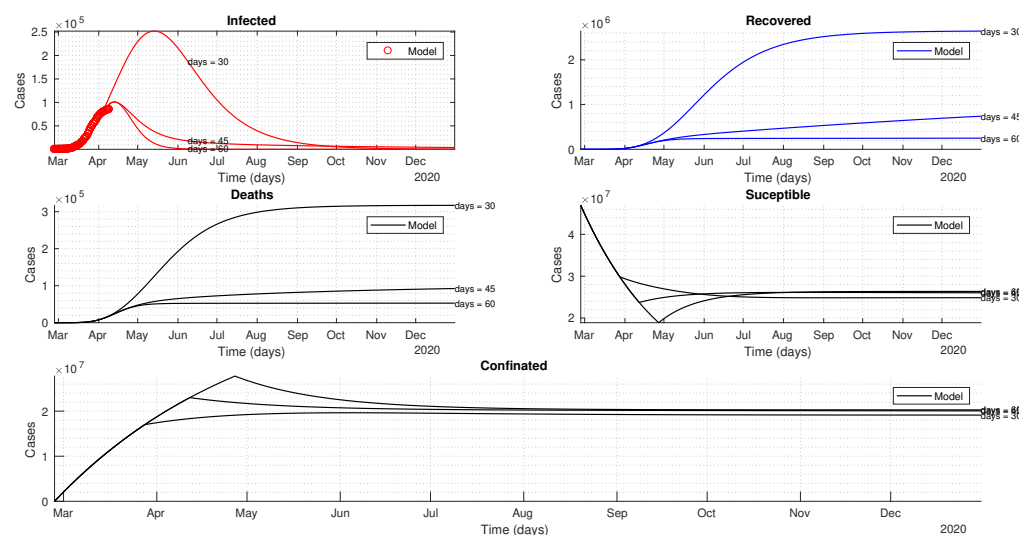 Infected
×10^5
2.5
2
1.5
1
0.5
Cases
Model
days = 30
days = 45
days = 60
Mar Apr May Jun Jul Aug Sep Oct Nov Dec
Time (days)
2020
Recovered
×10^6
2
1
0
Cases
Model
days = 30
days = 45
days = 60
Mar Apr May Jun Jul Aug Sep Oct Nov Dec
Time (days)
2020
Deaths
×10^5
3
2
1
0
Cases
Model
days = 30
days = 45
days = 60
Mar Apr May Jun Jul Aug Sep Oct Nov Dec
Time (days)
2020
Suceptible
×10^7
4
3
2
Cases
Model
days = 30
Mar Apr May Jun Jul Aug Sep Oct Nov Dec
Time (days)
2020
Confinated
×10^7
2
1
0
Cases
Model
days = 30
Mar Apr May Jun Jul Aug Sep Oct Nov Dec
Time (days)
2020